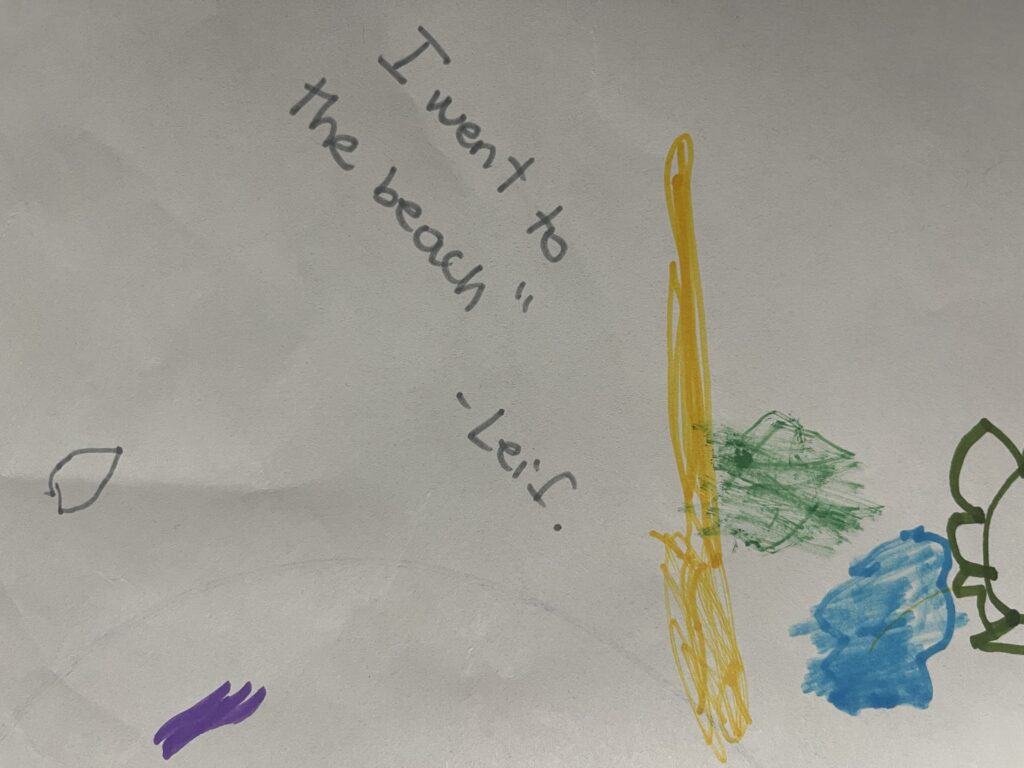 I went to
the beach"
-Leif.